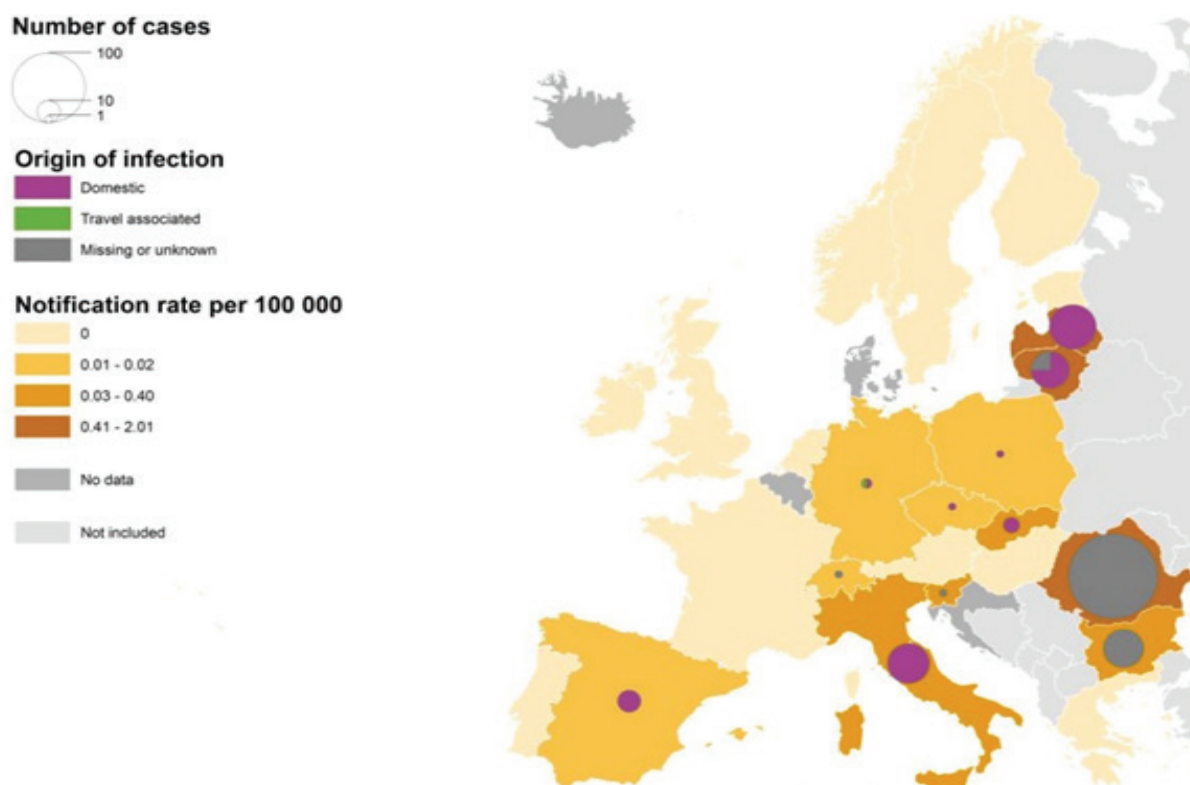 Number of cases
100
10
1
Origin of infection
Domestic
Travel associated
Missing or unknown
Notification rate per 100 000
0
0.01 - 0.02
0.03 - 0.40
0.41 - 2.01
No data
Not included